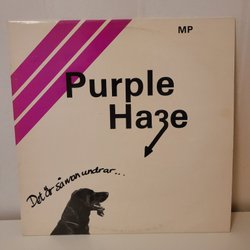 MP
Purple
Haze
Det är så man undrar...